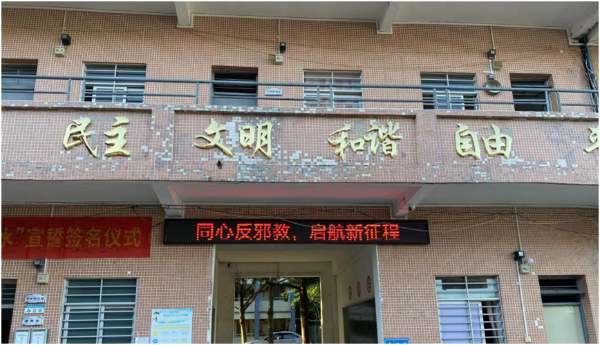 民主 文明 和谐 自由
水”宣誓签名仪式
同心反邪教，启航新征程